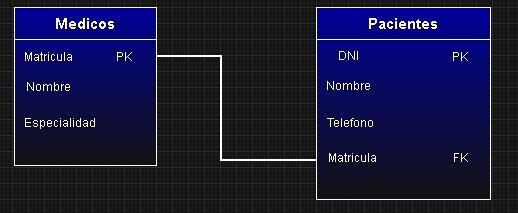 Medicos
Matricula PK
Nombre
Especialidad
Pacientes
DNI PK
Nombre
Telefono
Matricula FK